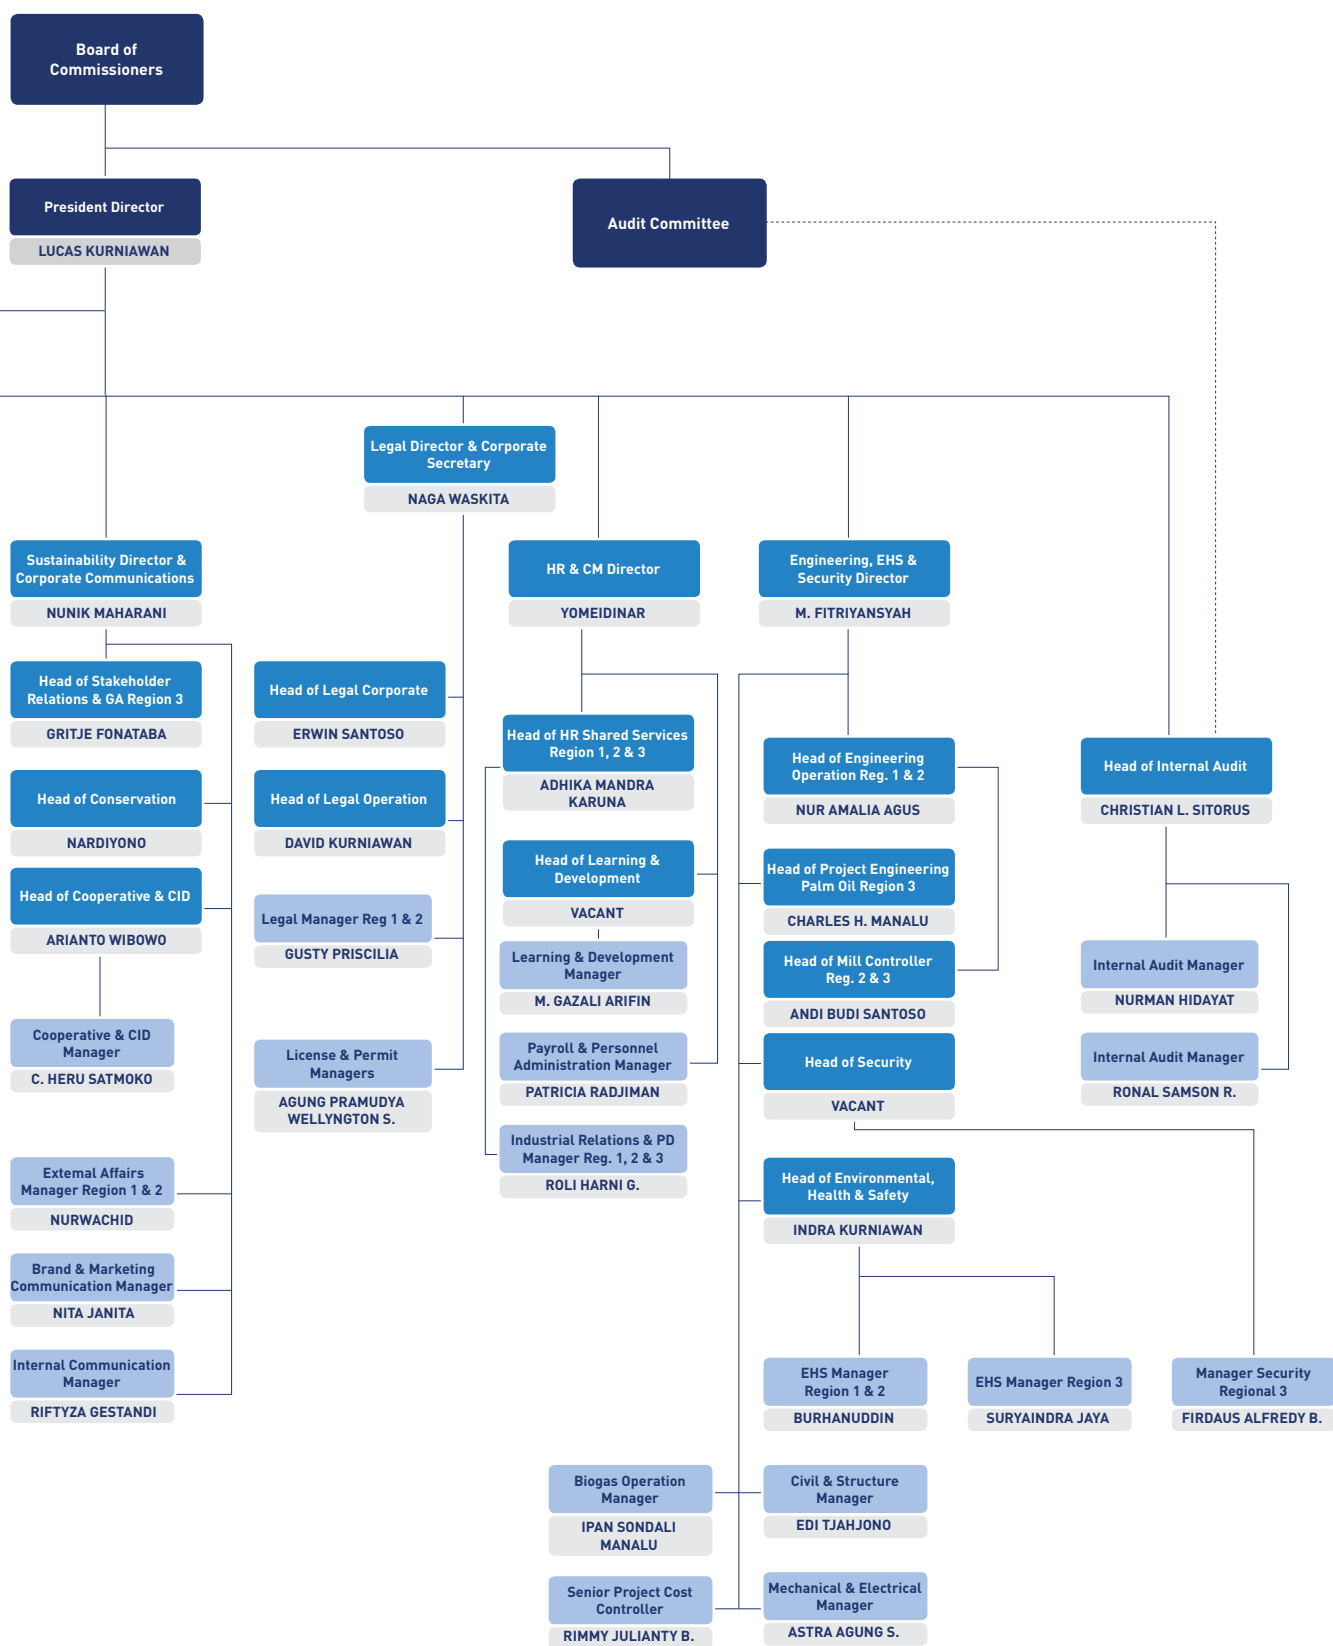 Board of
Commissioners
President Director
LUCAS KURNIAWAN
Audit Committee
Legal Director & Corporate
Secretary
NAGA WASKITA
Sustainability Director &
Corporate Communications
NUNIK MAHARANI
HR & CM Director
YOMEIDINAR
Engineering, EHS &
Security Director
M. FITRIYANSYAH
Head of Stakeholder
Relations & GA Region 3
GRITJE FONATABA
Head of Conservation
NARDIYONO
Head of Cooperative & CID
ARIANTO WIBOWO
Cooperative & CID
Manager
C. HERU SATMOKO
External Affairs
Manager Region 1 & 2
NURWACHID
Brand & Marketing
Communication Manager
NITA JANITA
Internal Communication
Manager
RIFTYZA GESTANDI
Head of Legal Corporate
ERWIN SANTOSO
Head of Legal Operation
DAVID KURNIAWAN
Legal Manager Reg 1 & 2
GUSTY PRISCILIA
License & Permit
Managers
AGUNG PRAMUDYA
WELLYNGTON S.
Head of HR Shared Services
Region 1, 2 & 3
ADHIKA MANDRA
KARUNA
Head of Learning &
Development
VACANT
Learning & Development
Manager
M. GAZALI ARIFIN
Payroll & Personnel
Administration Manager
PATRICIA RADJIMAN
Industrial Relations & PD
Manager Reg. 1, 2 & 3
ROLI HARNI G.
Head of Engineering
Operation Reg. 1 & 2
NUR AMALIA AGUS
Head of Project Engineering
Palm Oil Region 3
CHARLES H. MANALU
Head of Mill Controller
Reg. 2 & 3
ANDI BUDI SANTOSO
Head of Security
VACANT
Head of Environmental,
Health & Safety
INDRA KURNIAWAN
EHS Manager
Region 1 & 2
BURHANUDDIN
EHS Manager Region 3
SURYAINDRA JAYA
Manager Security
Regional 3
FIRDAUS ALFREDY B.
Biogas Operation
Manager
IPAN SONDALI
MANALU
Civil & Structure
Manager
EDI TJAHJONO
Senior Project Cost
Controller
RIMMY JULIANTY B.
Mechanical & Electrical
Manager
ASTRA AGUNG S.
Head of Internal Audit
CHRISTIAN L. SITORUS
Internal Audit Manager
NURMAN HIDAYAT
Internal Audit Manager
RONAL SAMSON R.